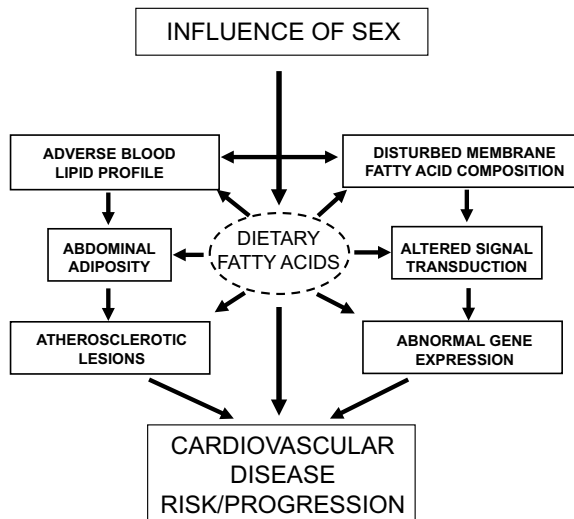 INFLUENCE OF SEX
ADVERSE BLOOD
LIPID PROFILE
DISTURBED MEMBRANE
FATTY ACID COMPOSITION
DIETARY
FATTY ACIDS
ABDOMINAL
ADIPOSITY
ALTERED SIGNAL
TRANSDUCTION
ATHEROSCLEROTIC
LESIONS
ABNORMAL GENE
EXPRESSION
CARDIOVASCULAR
DISEASE
RISK/PROGRESSION